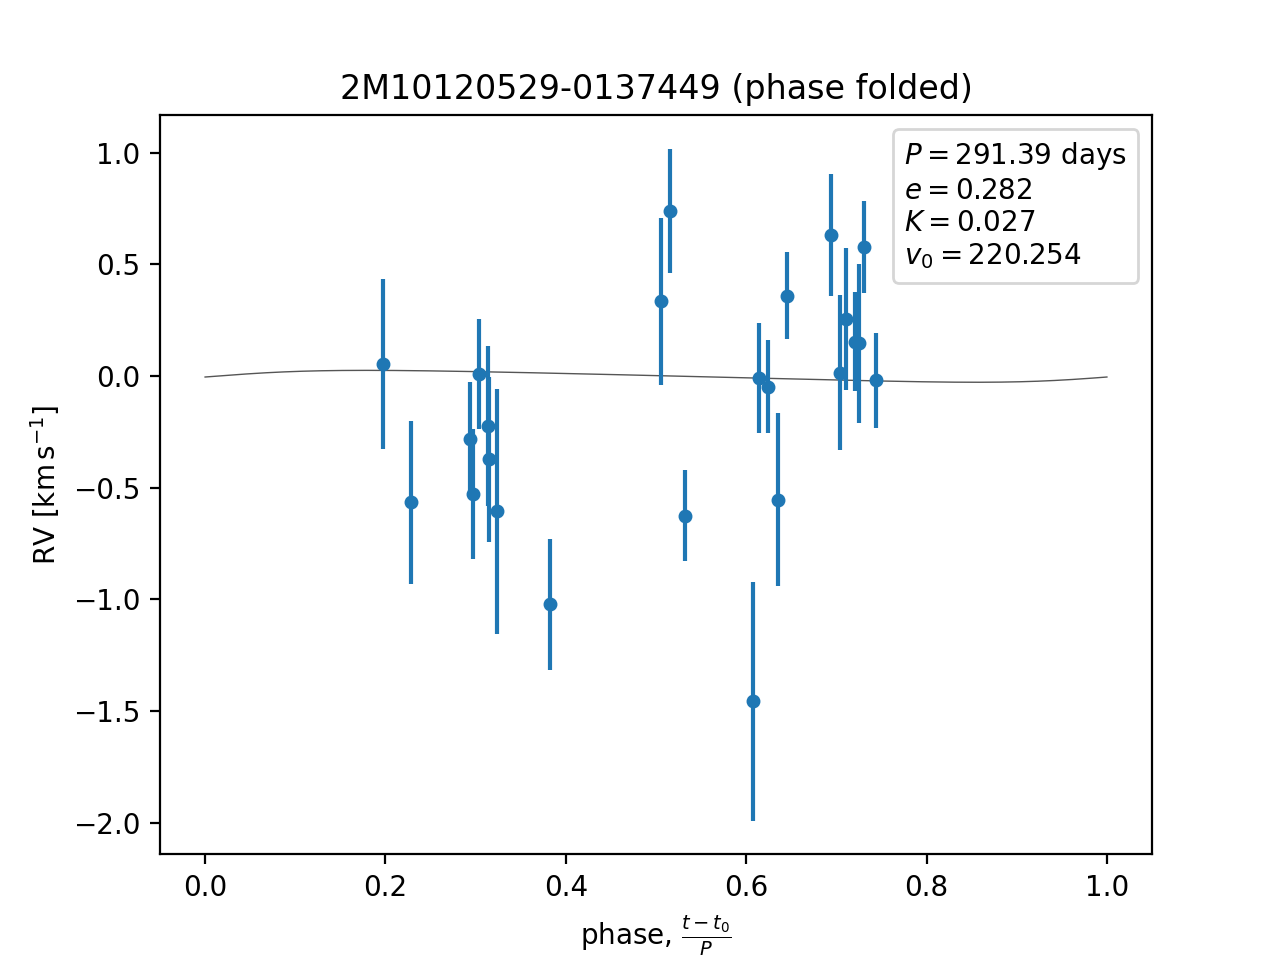 2M10120529-0137449 (phase folded)
P = 291.39 days
e = 0.282
K = 0.027
v₀ = 220.254
1.0
0.5
0.0
−0.5
−1.0
−1.5
−2.0
RV [km s⁻¹]
0.0 0.2 0.4 0.6 0.8 1.0
phase, (t − t₀)/P